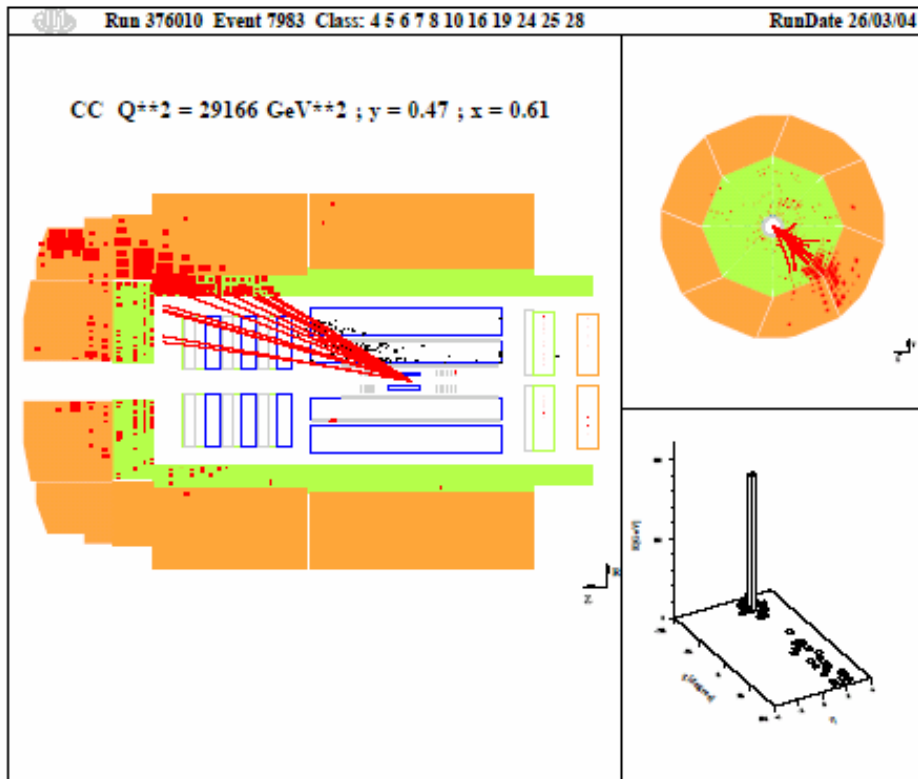 Run 376010 Event 7983 Class: 4 5 6 7 8 10 16 19 24 25 28
RunDate 26/03/04
CC Q**2 = 29166 GeV**2 ; y = 0.47 ; x = 0.61
Z
R